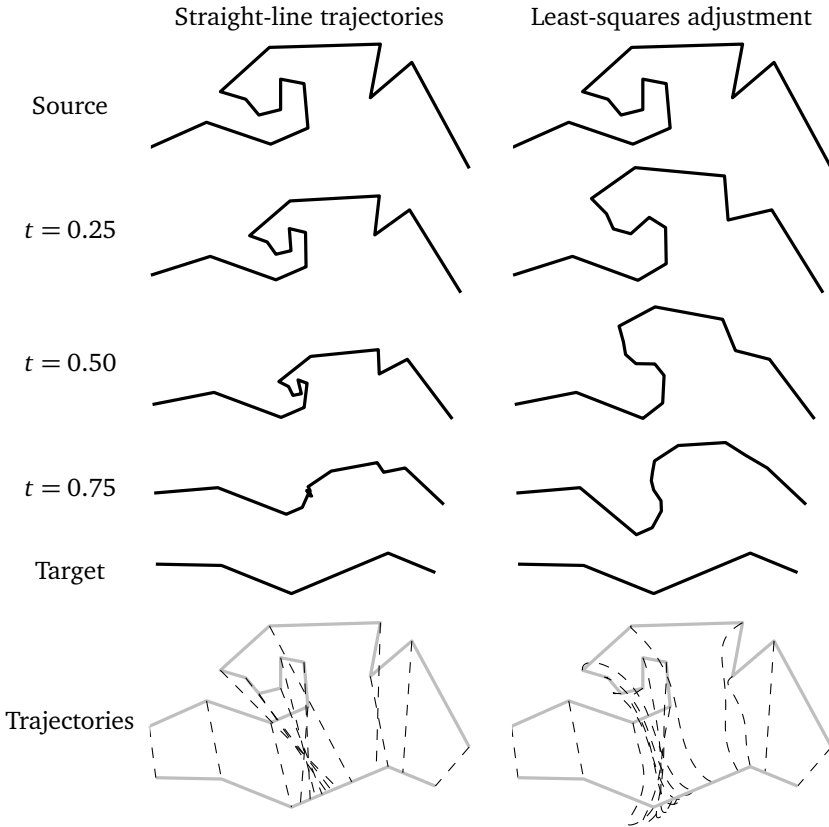 Straight-line trajectories
Least-squares adjustment
Source
t = 0.25
t = 0.50
t = 0.75
Target
Trajectories